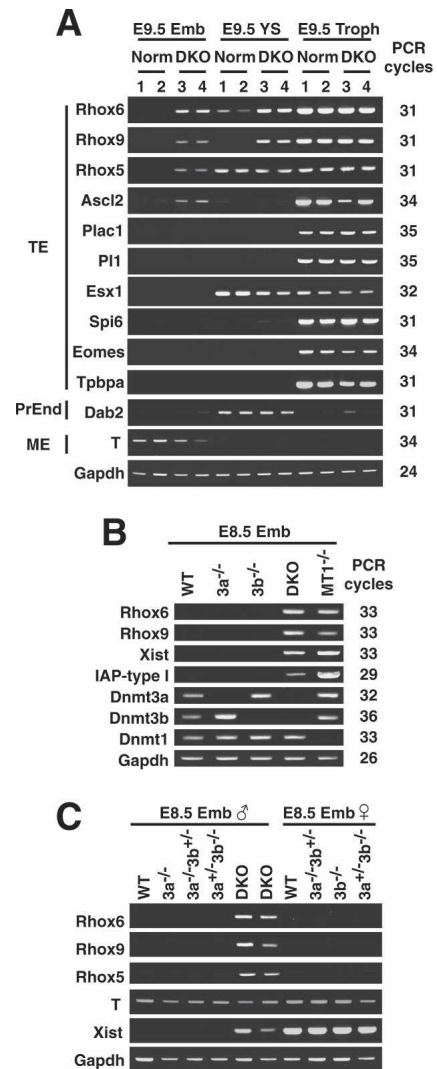 A
E9.5 Emb E9.5 YS E9.5 Troph
Norm DKO Norm DKO Norm DKO PCR cycles
1 2 3 4 1 2 3 4 1 2 3 4
TE
Rhox6 31
Rhox9 31
Rhox5 31
Ascl2 34
Plac1 35
Pl1 35
Esx1 32
Spi6 31
Eomes 34
Tpbpa 31
PrEnd Dab2 31
ME T 34
Gapdh 24
B
E8.5 Emb
WT 3a-/- 3b-/- DKO MT1-/- PCR cycles
Rhox6 33
Rhox9 33
Xist 33
IAP-type I 29
Dnmt3a 32
Dnmt3b 36
Dnmt1 33
Gapdh 26
C
E8.5 Emb ♂ E8.5 Emb ♀
WT 3a-/- 3a-/-3b+/- 3a+/-3b-/- DKO DKO WT 3a-/-3b+/- 3b-/- 3a+/-3b-/-
Rhox6
Rhox9
Rhox5
T
Xist
Gapdh